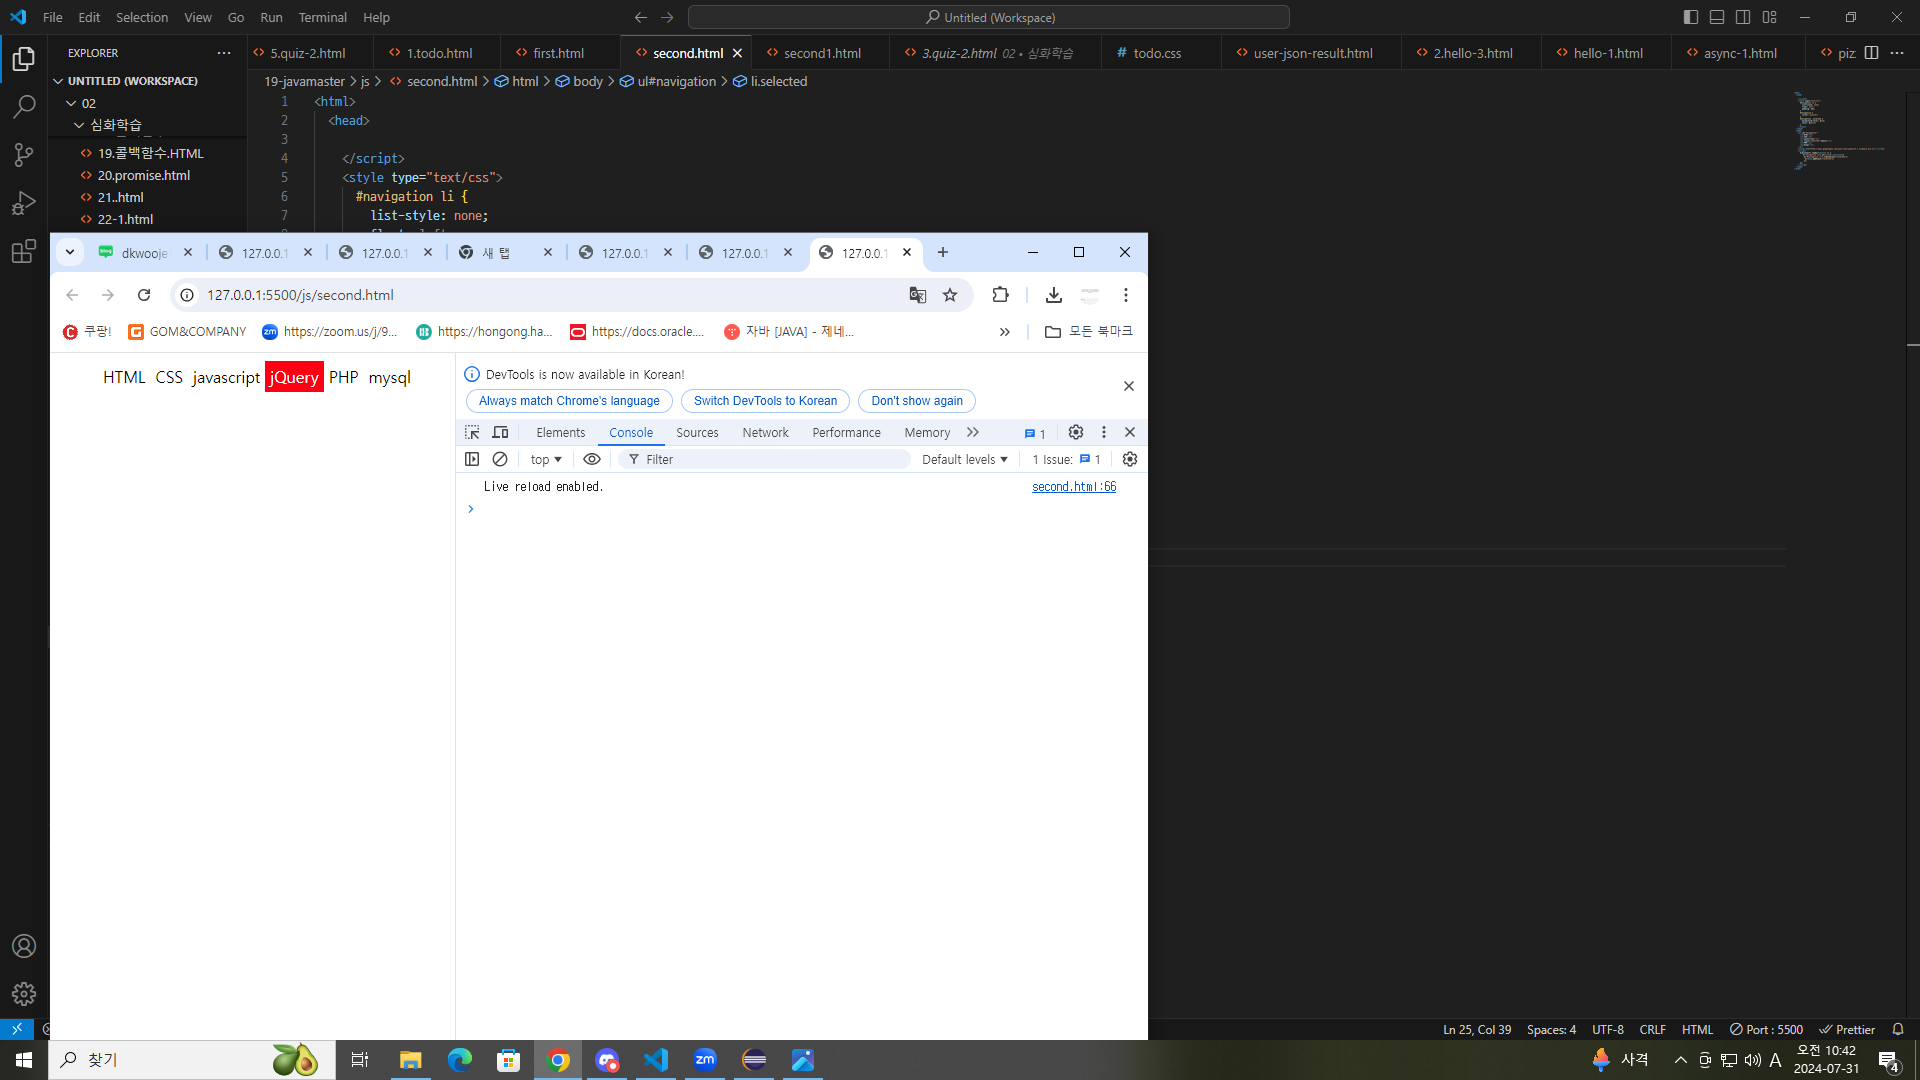 File Edit Selection View Go Run Terminal Help
Untitled (Workspace)
EXPLORER
5.quiz-2.html 1.todo.html first.html second.html second1.html 3.quiz-2.html 02 • 심화학습 todo.css user-json-result.html 2.hello-3.html hello-1.html async-1.html piz
UNTITLED (WORKSPACE)
19-javamaster > js > second.html > html > body > ul#navigation > li.selected
02
심화학습
19.콜백함수.HTML
20.promise.html
21..html
22-1.html
1 <html>
2 <head>
3
4 </script>
5 <style type="text/css">
6 #navigation li {
7 list-style: none;
dkwooje 127.0.0.1 127.0.0.1 새 탭 127.0.0.1 127.0.0.1 127.0.0.1
127.0.0.1:5500/js/second.html
쿠팡! GOM&COMPANY https://zoom.us/j/9... https://hongong.ha... https://docs.oracle.... 자바 [JAVA] - 제네... » 모든 북마크
HTML CSS javascript jQuery PHP mysql
DevTools is now available in Korean!
Always match Chrome's language Switch DevTools to Korean Don't show again
Elements Console Sources Network Performance Memory 1
top Filter Default levels 1 Issue: 1
Live reload enabled. second.html:66
Ln 25, Col 39 Spaces: 4 UTF-8 CRLF HTML Port : 5500 Prettier
찾기
사격
A
오전 10:42
2024-07-31
4